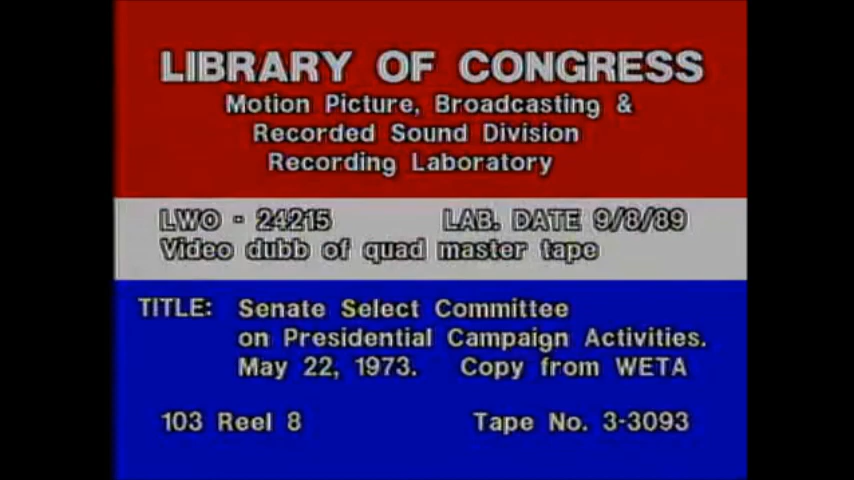 LIBRARY OF CONGRESS
Motion Picture, Broadcasting &
Recorded Sound Division
Recording Laboratory
LWO - 24215 LAB. DATE 9/8/89
Video dubb of quad master tape
TITLE: Senate Select Committee
on Presidential Campaign Activities.
May 22, 1973. Copy from WETA
103 Reel 8 Tape No. 3-3093